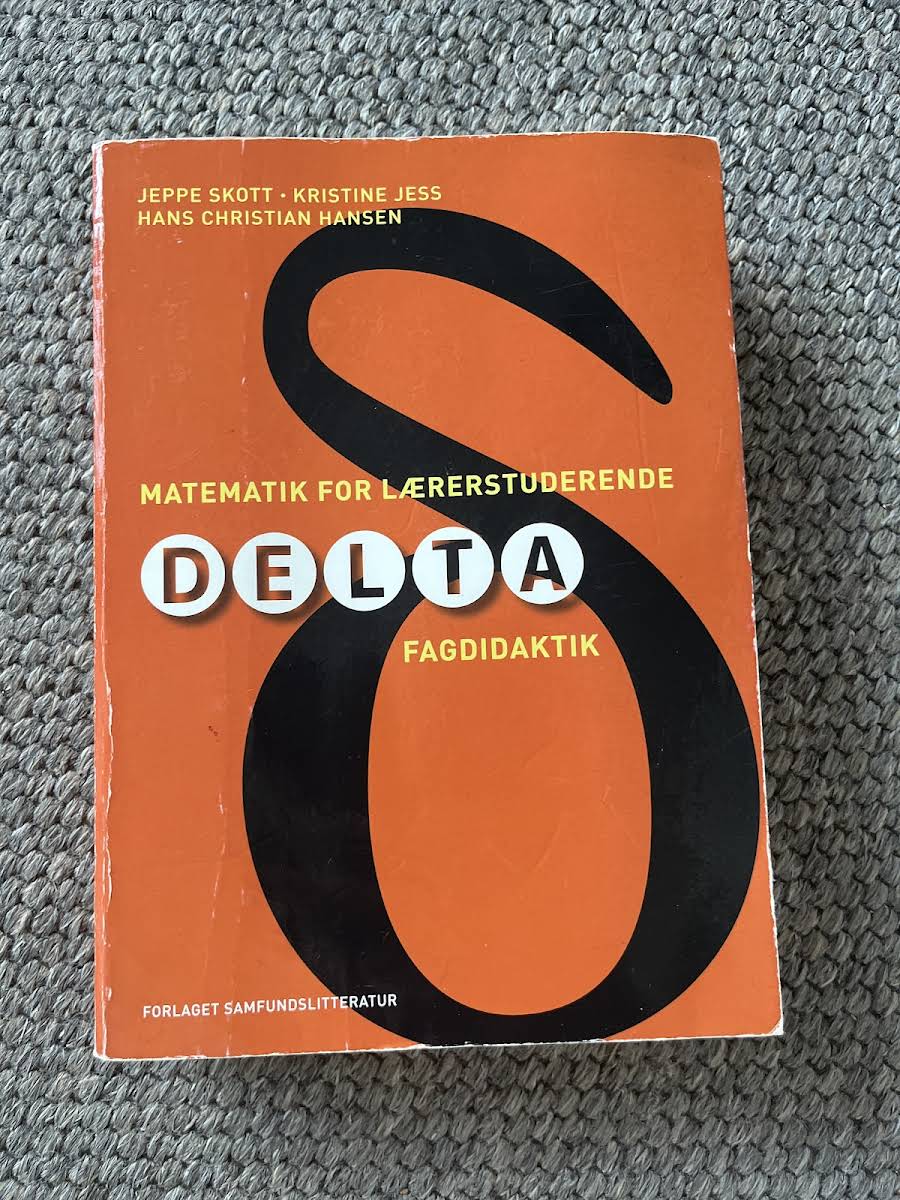 JEPPE SKOTT • KRISTINE JESS
HANS CHRISTIAN HANSEN
MATEMATIK FOR LÆRERSTUDERENDE
DELTA
FAGDIDAKTIK
FORLAGET SAMFUNDSLITTERATUR